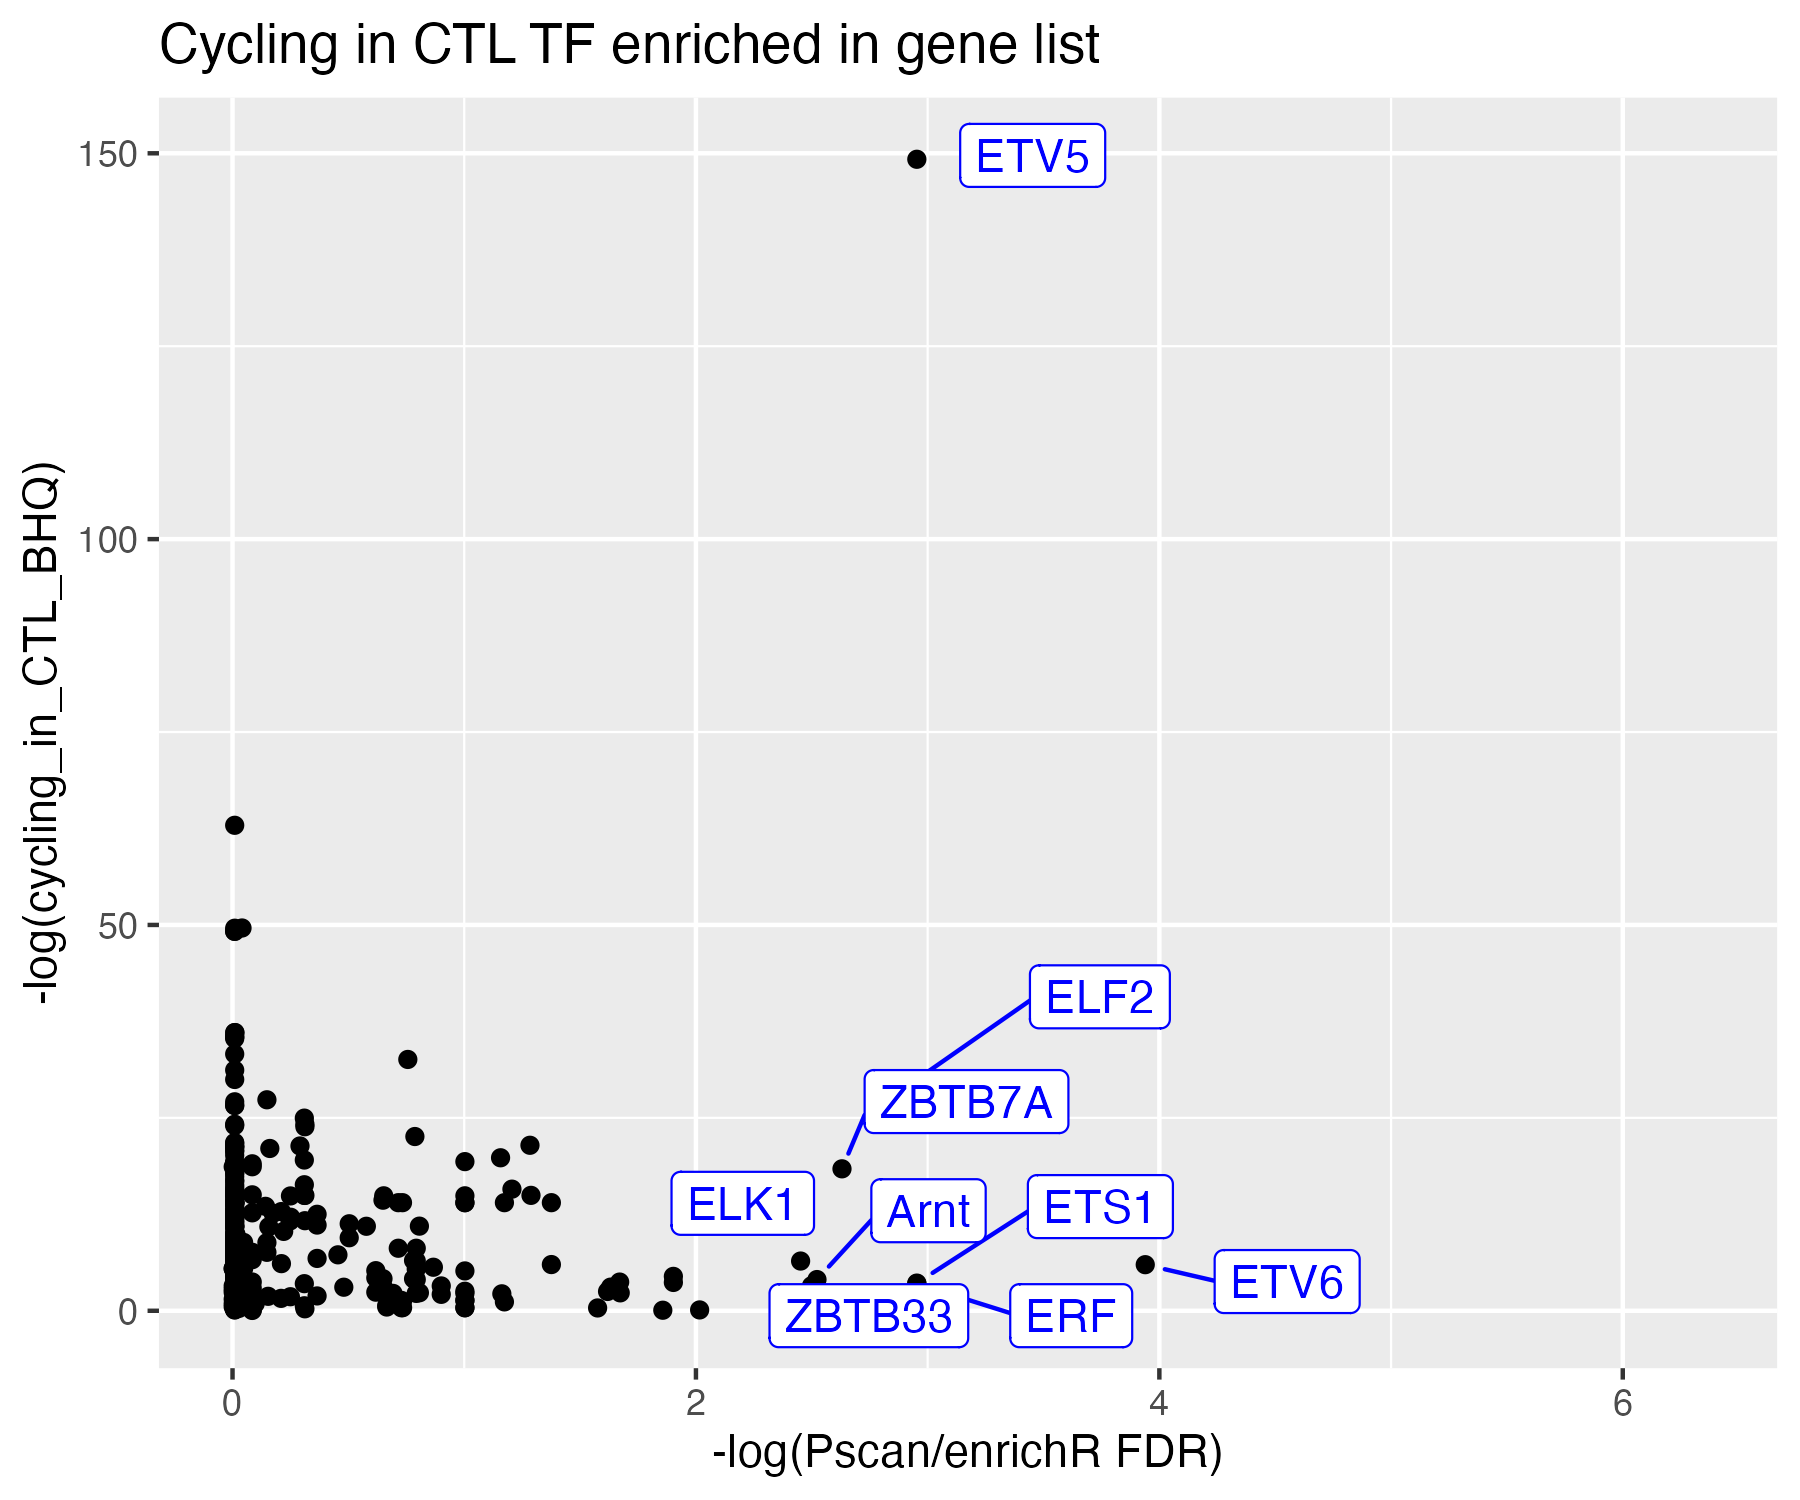 Cycling in CTL TF enriched in gene list
-log(cycling_in_CTL_BHQ)
150
100
50
0
ETV5
ELF2
ZBTB7A
ELK1
Arnt
ETS1
ETV6
ZBTB33
ERF
0
2
4
6
-log(Pscan/enrichR FDR)